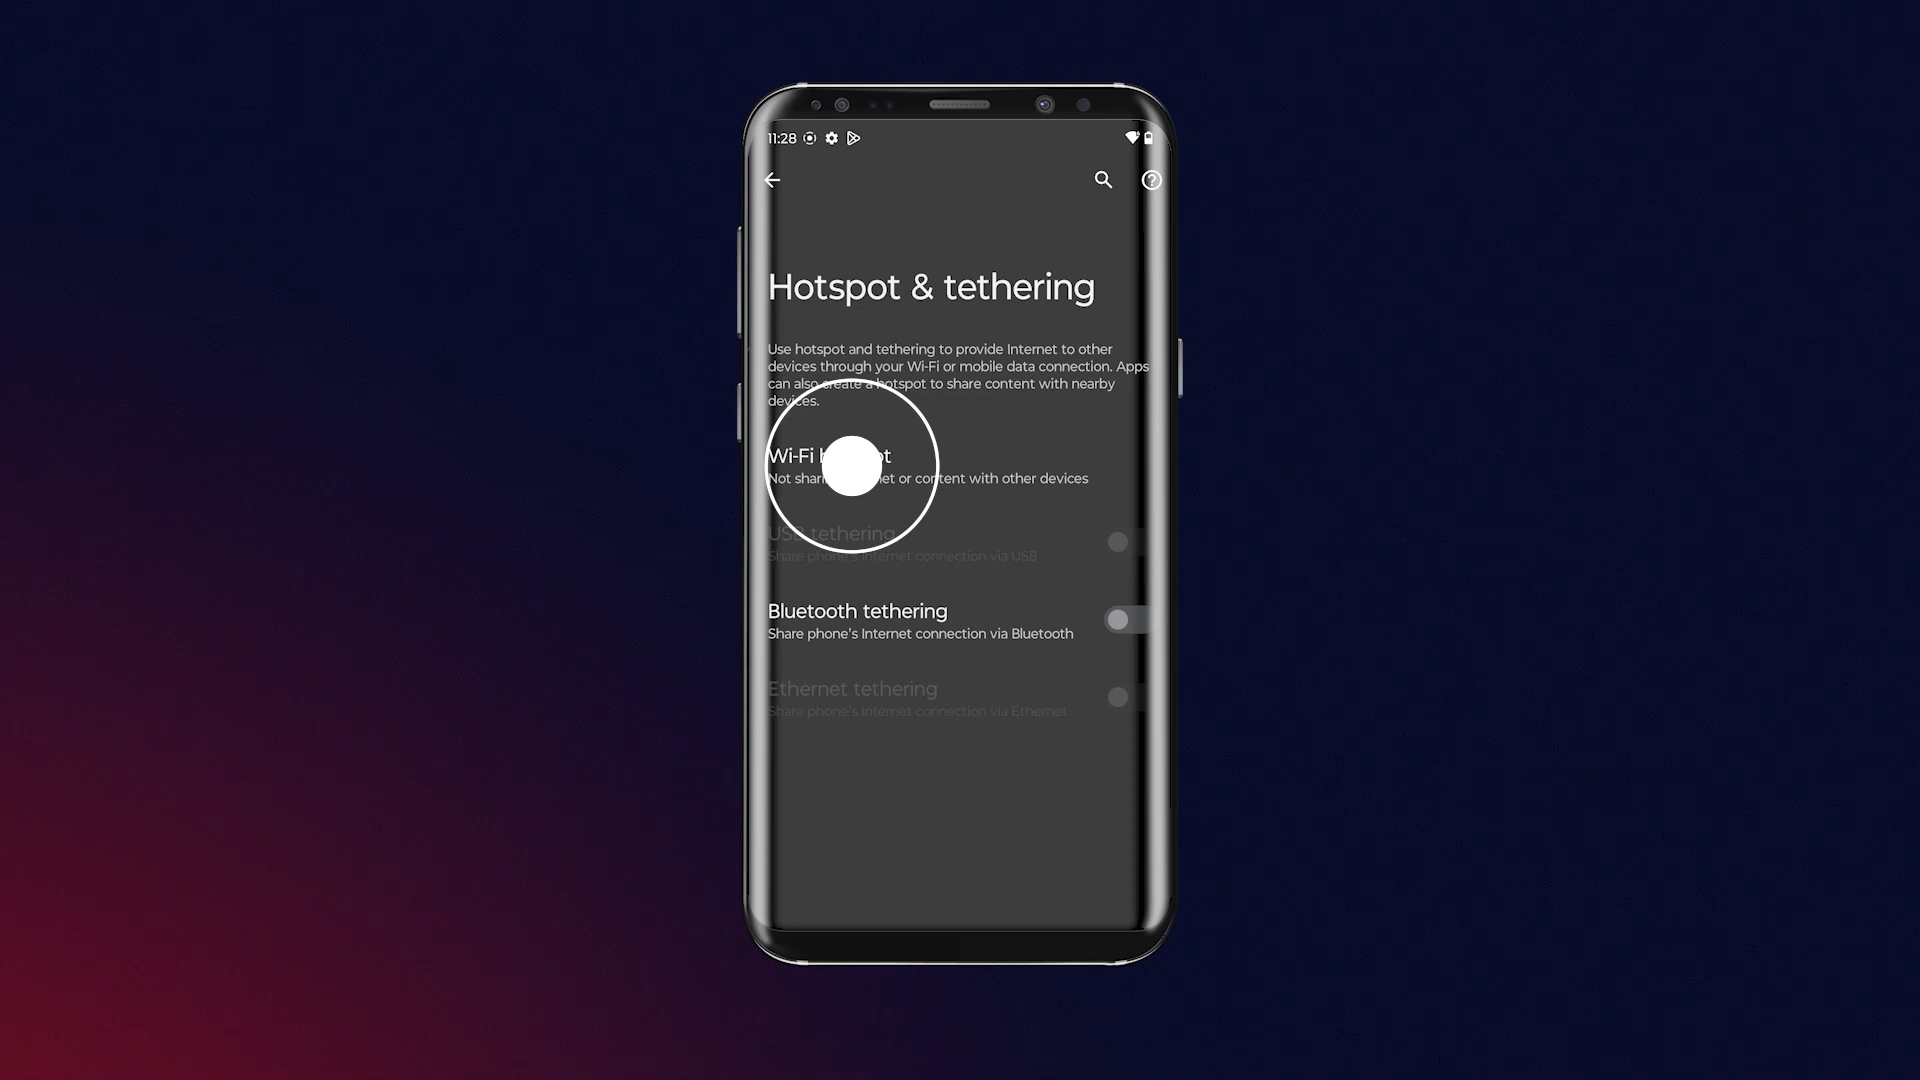 11:28
Hotspot & tethering
Use hotspot and tethering to provide Internet to other
devices through your Wi-Fi or mobile data connection. Apps
can also create a hotspot to share content with nearby
devices.
Wi-Fi
Not or content with other devices
USB tethering
Share phone's Internet connection via USB
Bluetooth tethering
Share phone's Internet connection via Bluetooth
Ethernet tethering
Share phone's Internet connection via Ethernet